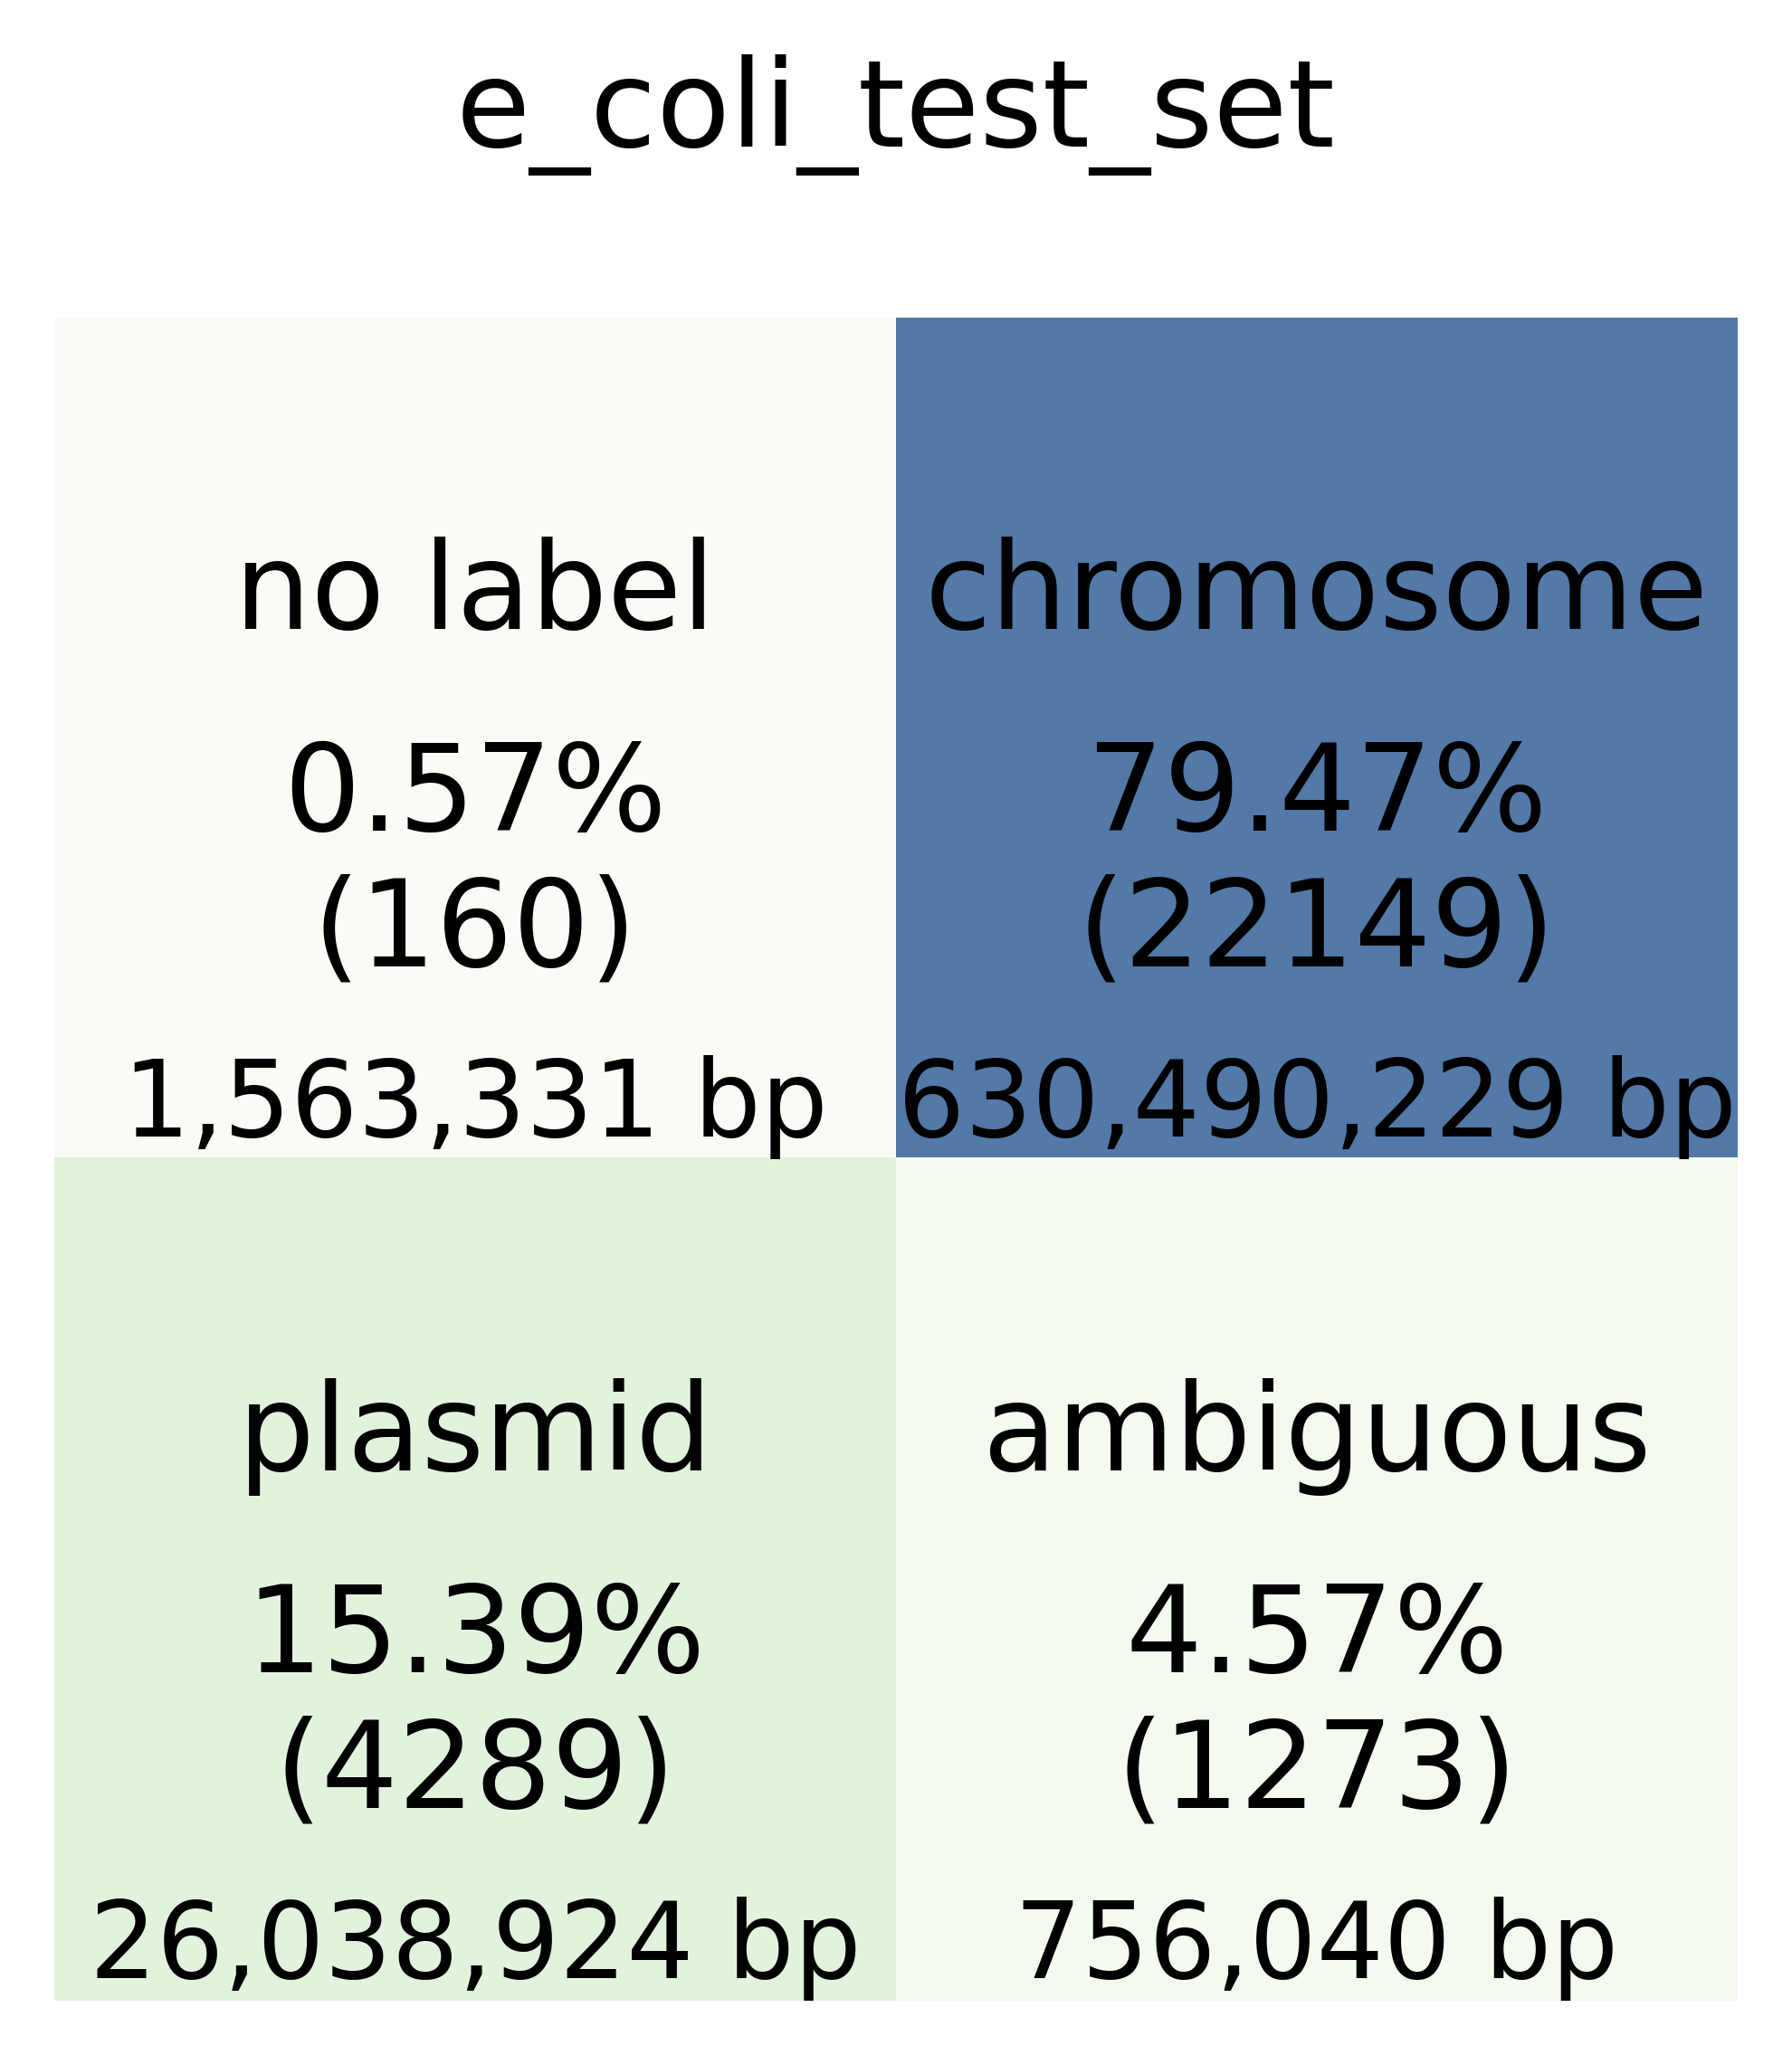 e_coli_test_set
no label
0.57%
(160)
1,563,331 bp
chromosome
79.47%
(22149)
630,490,229 bp
plasmid
15.39%
(4289)
26,038,924 bp
ambiguous
4.57%
(1273)
756,040 bp